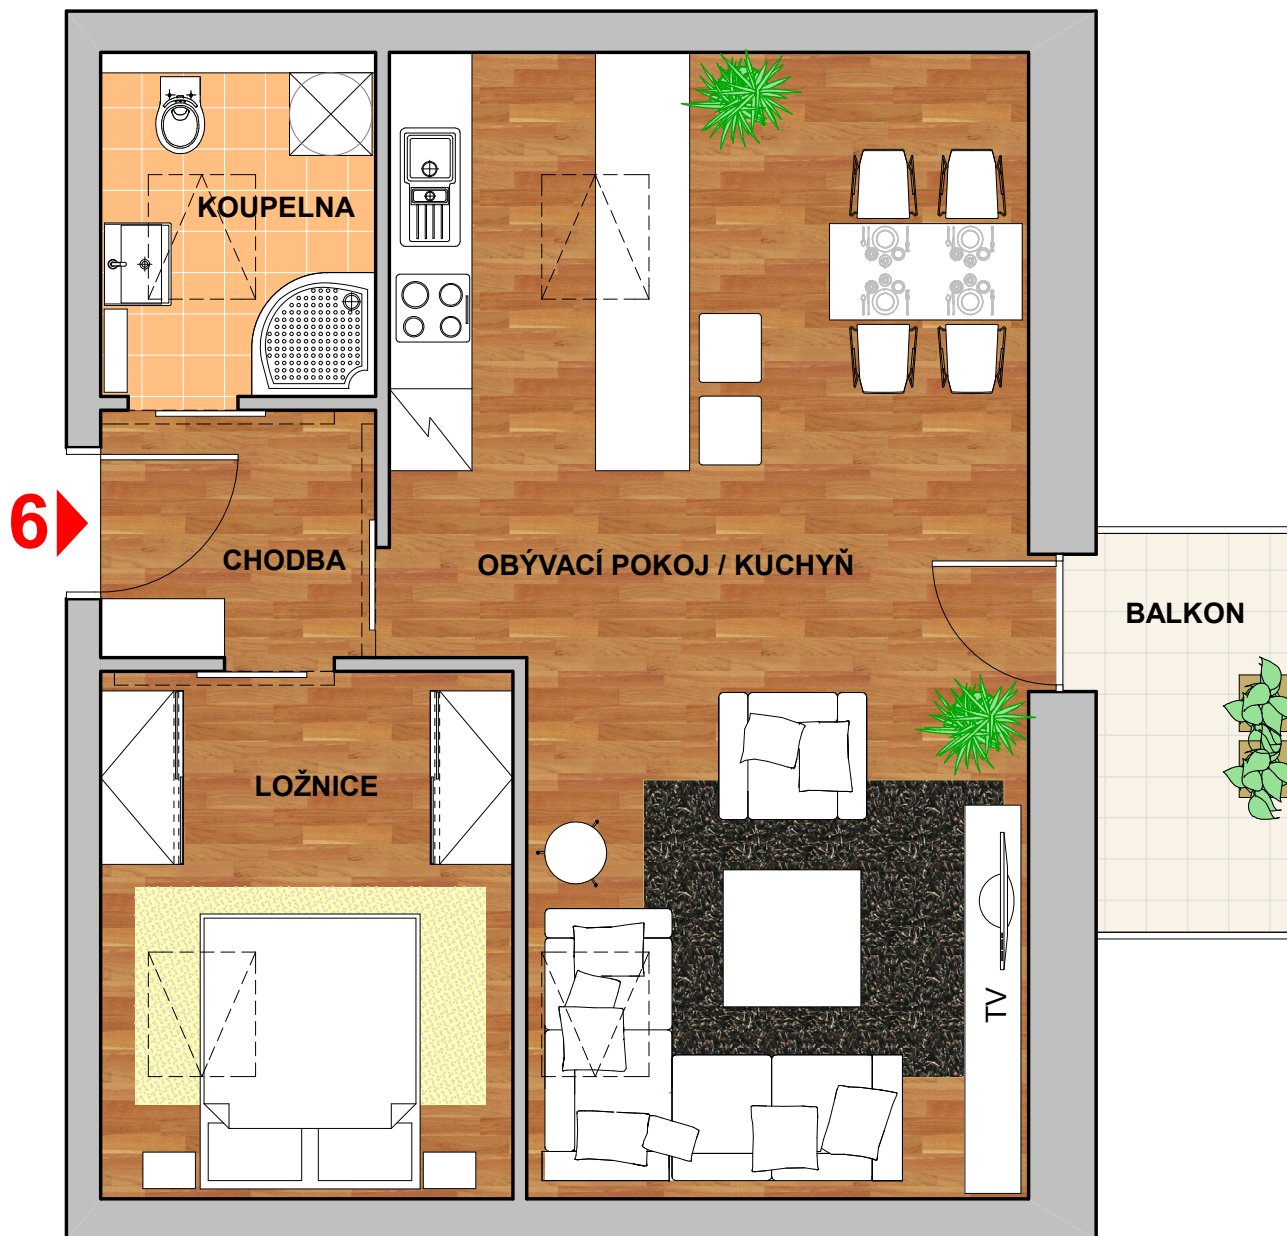 KOUPELNA
6
CHODBA
OBÝVACÍ POKOJ / KUCHYŇ
BALKON
LOŽNICE
TV